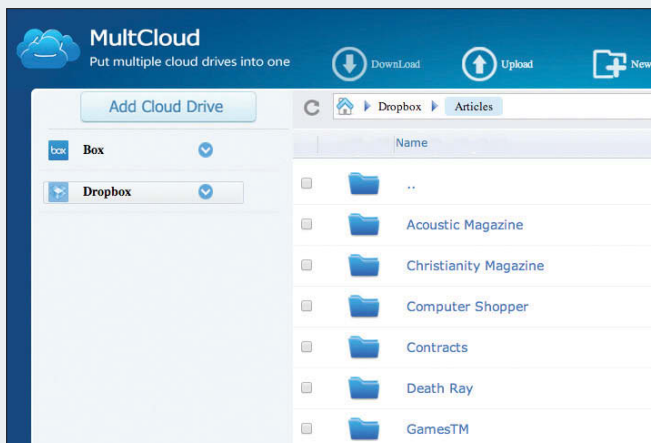 MultCloud
Put multiple cloud drives into one
DownLoad
Upload
New
Add Cloud Drive
Dropbox
Articles
box
Box
Dropbox
Name
..
Acoustic Magazine
Christianity Magazine
Computer Shopper
Contracts
Death Ray
GamesTM